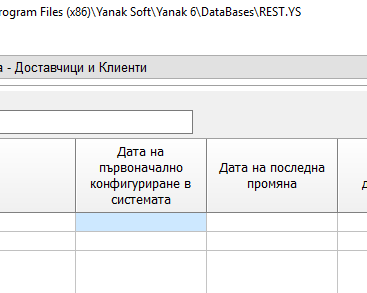 rogram Files (x86)\Yanak Soft\Yanak 6\DataBases\REST.YS
а - Доставчици и Клиенти
Дата на
първоначално
конфигуриране в
системата
Дата на последна
промяна